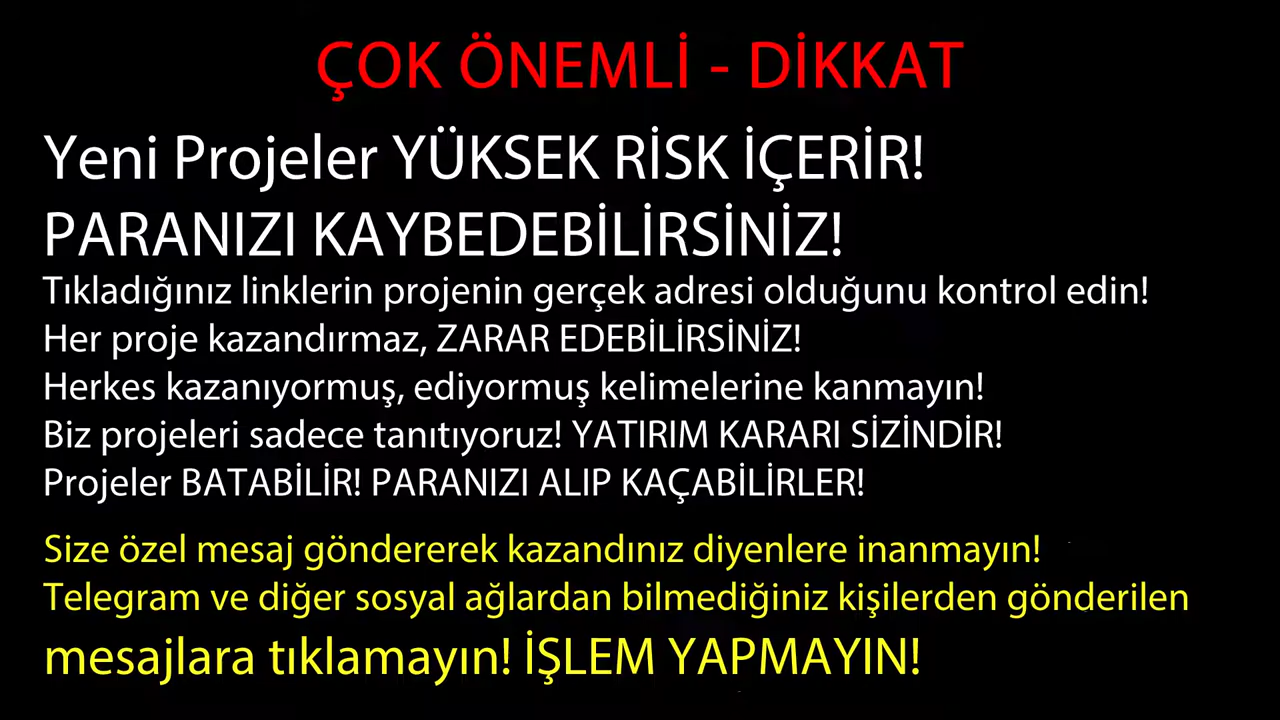 ÇOK ÖNEMLİ - DİKKAT
Yeni Projeler YÜKSEK RİSK İÇERİR!
PARANIZI KAYBEDEBİLİRSİNİZ!
Tıkladığınız linklerin projenin gerçek adresi olduğunu kontrol edin!
Her proje kazandırmaz, ZARAR EDEBİLİRSİNİZ!
Herkes kazanıyormuş, ediyormuş kelimelerine kanmayın!
Biz projeleri sadece tanıtıyoruz! YATIRIM KARARI SİZİNDİR!
Projeler BATABİLİR! PARANIZI ALIP KAÇABİLİRLER!
Size özel mesaj göndererek kazandınız diyenlere inanmayın!
Telegram ve diğer sosyal ağlardan bilmediğiniz kişilerden gönderilen
mesajlara tıklamayın! İŞLEM YAPMAYIN!